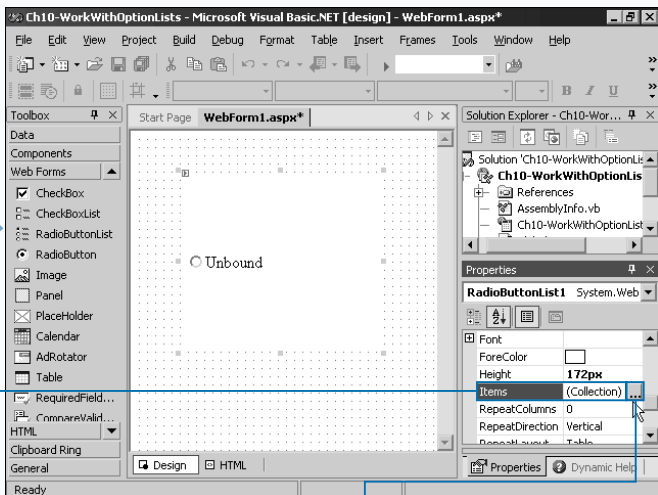 Ch10-WorkWithOptionLists - Microsoft Visual Basic.NET [design] - WebForm1.aspx*
File Edit View Project Build Debug Format Table Insert Frames Tools Window Help
B I U
Toolbox
Start Page WebForm1.aspx*
Solution Explorer - Ch10-Wor...
Data
Components
Web Forms
CheckBox
CheckBoxList
RadioButtonList
RadioButton
Image
Panel
PlaceHolder
Calendar
AdRotator
Table
RequiredField...
CompareValid...
HTML
Clipboard Ring
General
Unbound
Design HTML
Solution 'Ch10-WorkWithOptionLis
Ch10-WorkWithOptionLis
References
AssemblyInfo.vb
Ch10-WorkWithOptionList
Properties
RadioButtonList1 System.Web
Font
ForeColor
Height 172px
Items (Collection) ...
RepeatColumns 0
RepeatDirection Vertical
RepeatLayout Table
Properties Dynamic Help
Ready